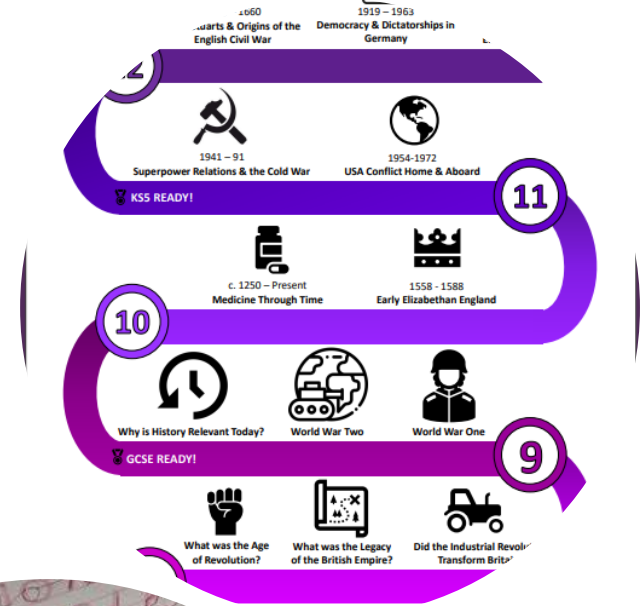 1919 – 1963
& Origins of the
English Civil War
Democracy & Dictatorships in
Germany
1941 – 91
Superpower Relations & the Cold War
1954-1972
USA Conflict Home & Aboard
KS5 READY!
11
c. 1250 – Present
Medicine Through Time
1558 - 1588
Early Elizabethan England
10
Why is History Relevant Today?
World War Two
World War One
GCSE READY!
9
What was the Age
of Revolution?
What was the Legacy
of the British Empire?
Did the Industrial
Transform